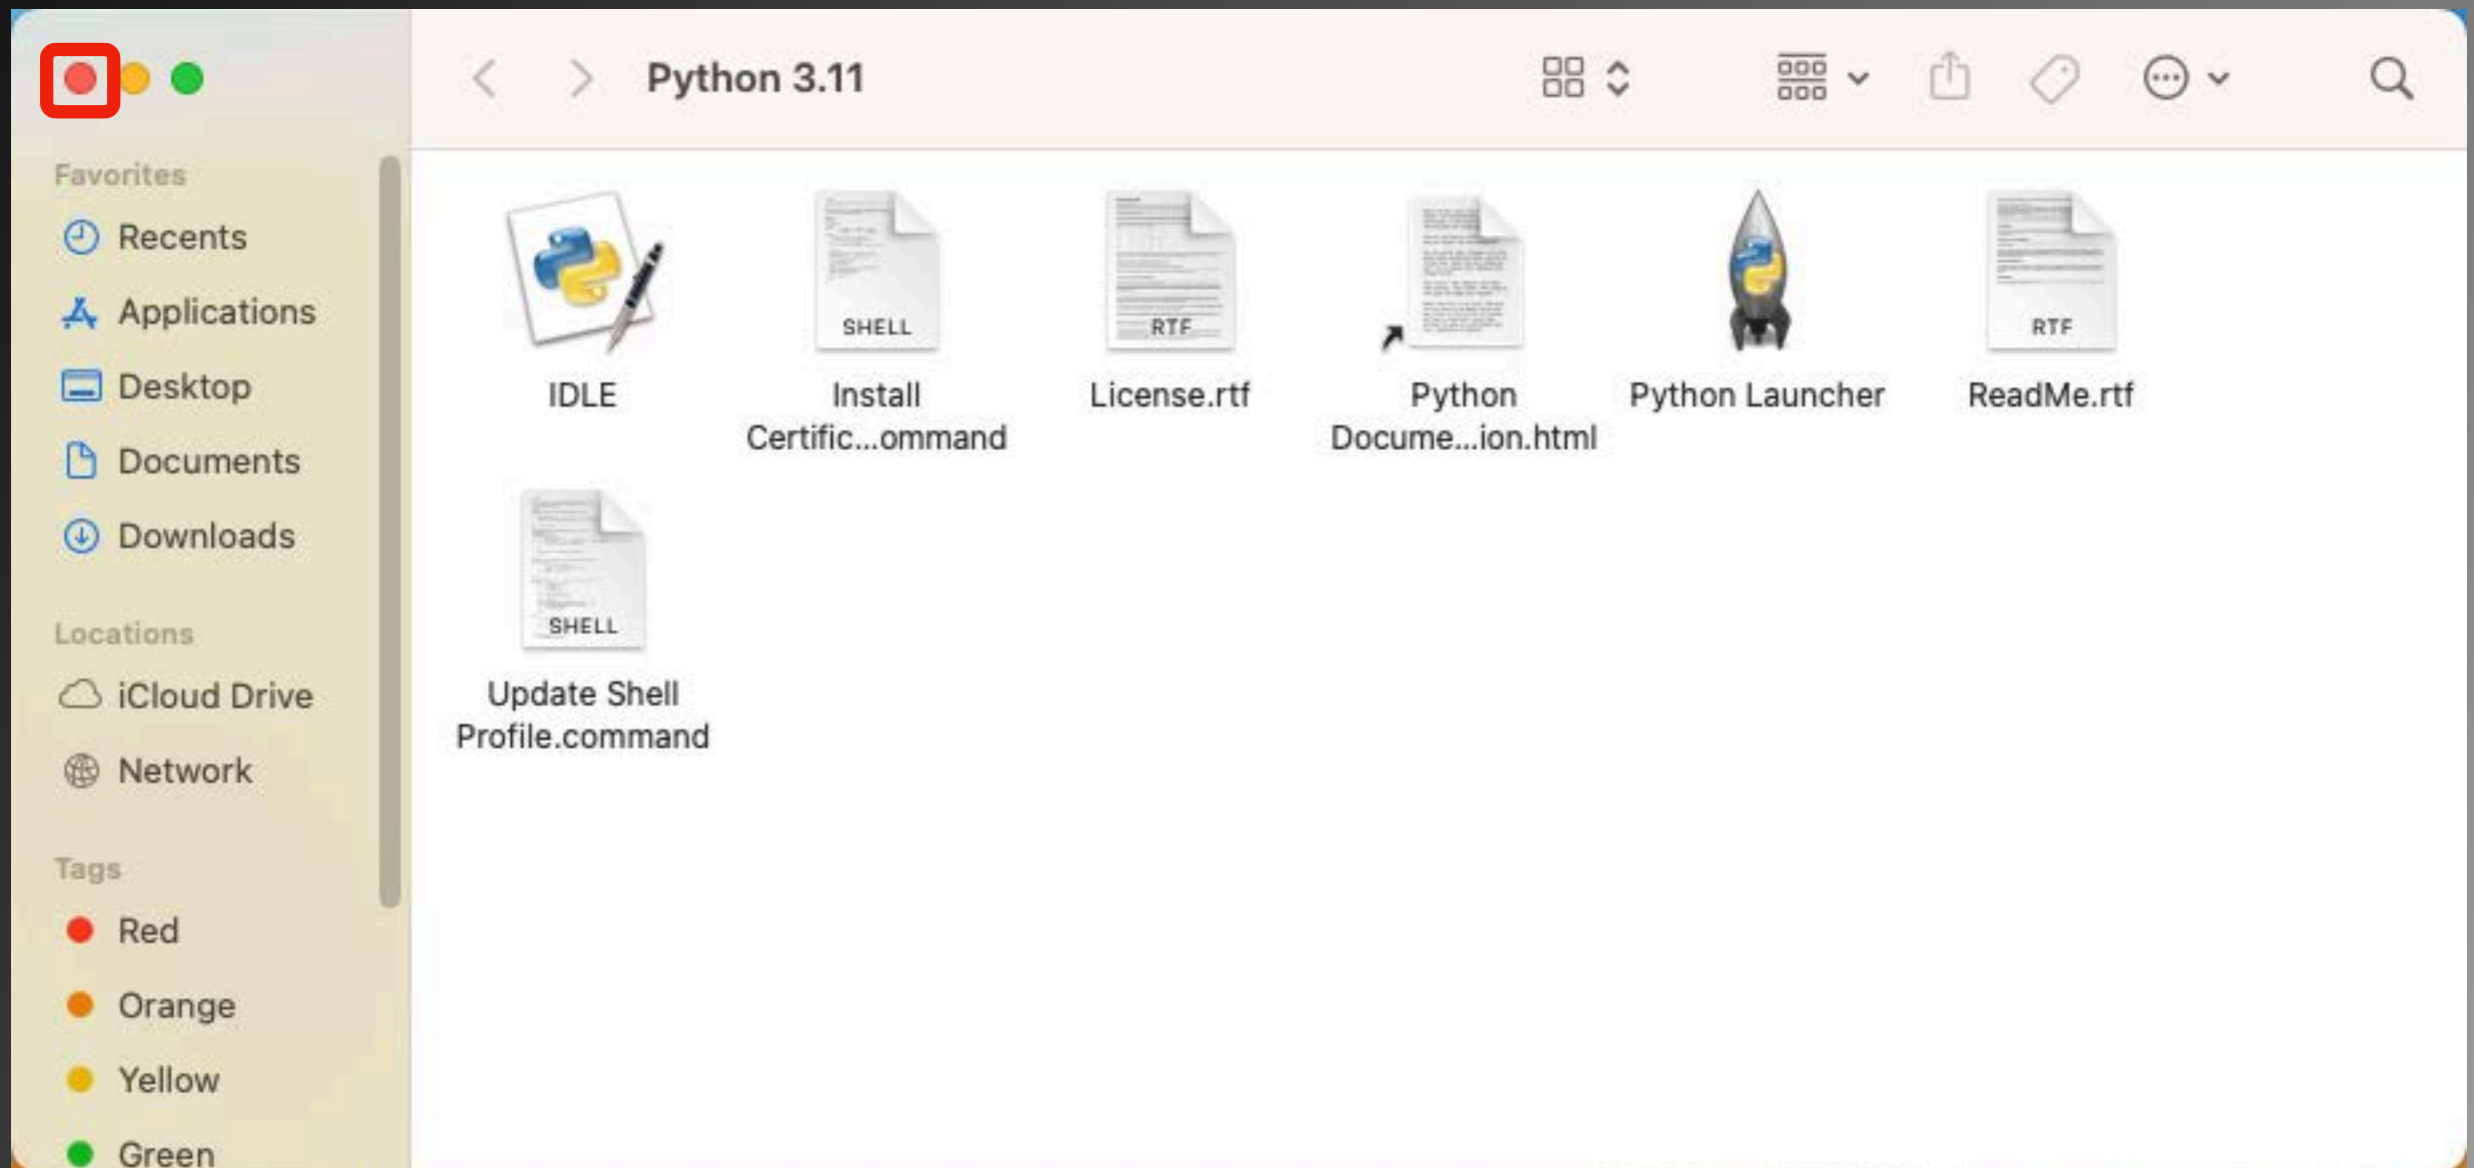 Python 3.11
Favorites
Recents
Applications
Desktop
Documents
Downloads
Locations
iCloud Drive
Network
Tags
Red
Orange
Yellow
Green
IDLE
SHELL
Install
Certific...ommand
RTF
License.rtf
Python
Docume...ion.html
Python Launcher
RTF
ReadMe.rtf
SHELL
Update Shell
Profile.command